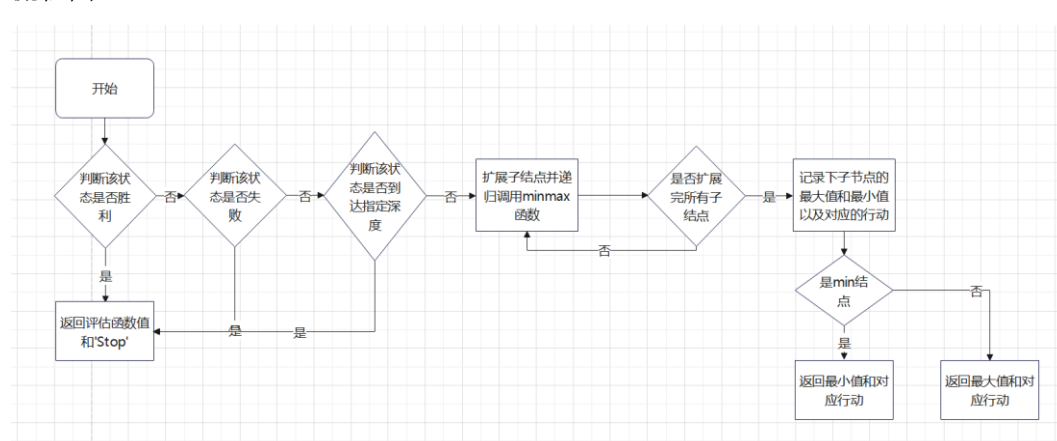 开始
判断该状
态是否胜
利
否
判断该状
态是否失
败
否
判断该状
态是否到
达指定深
度
否
扩展子结点并递
归调用minmax
函数
是否扩展
完所有子
结点
是
记录下子节点的
最大值和最小值
以及对应的行动
否
是
是min结
点
否
返回评估函数值
和'Stop'
是
是
是
返回最小值和对
应行动
返回最大值和对
应行动